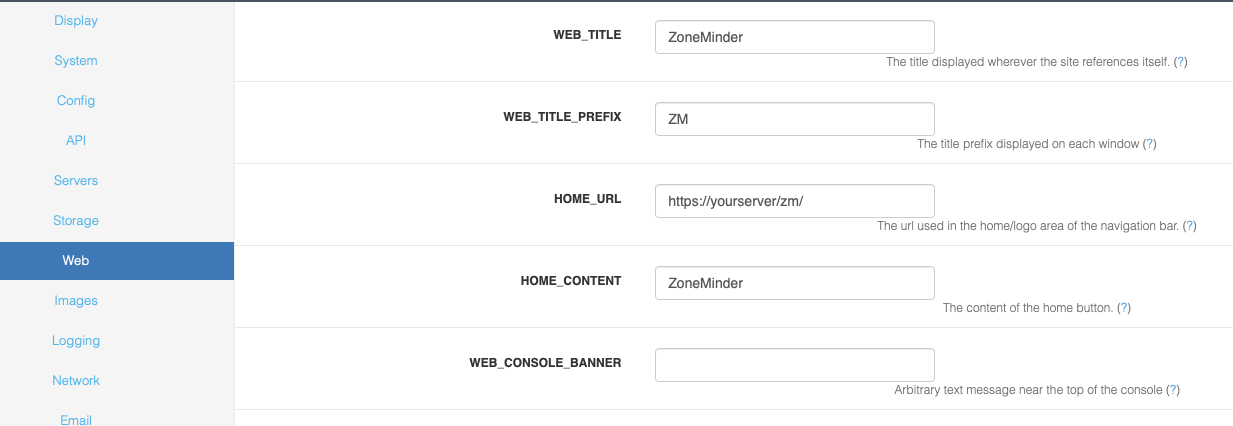 Display
System
Config
API
Servers
Storage
Web
Images
Logging
Network
Email
WEB_TITLE
ZoneMinder
The title displayed wherever the site references itself. (?)
WEB_TITLE_PREFIX
ZM
The title prefix displayed on each window (?)
HOME_URL
https://yourserver/zm/
The url used in the home/logo area of the navigation bar. (?)
HOME_CONTENT
ZoneMinder
The content of the home button. (?)
WEB_CONSOLE_BANNER
Arbitrary text message near the top of the console (?)